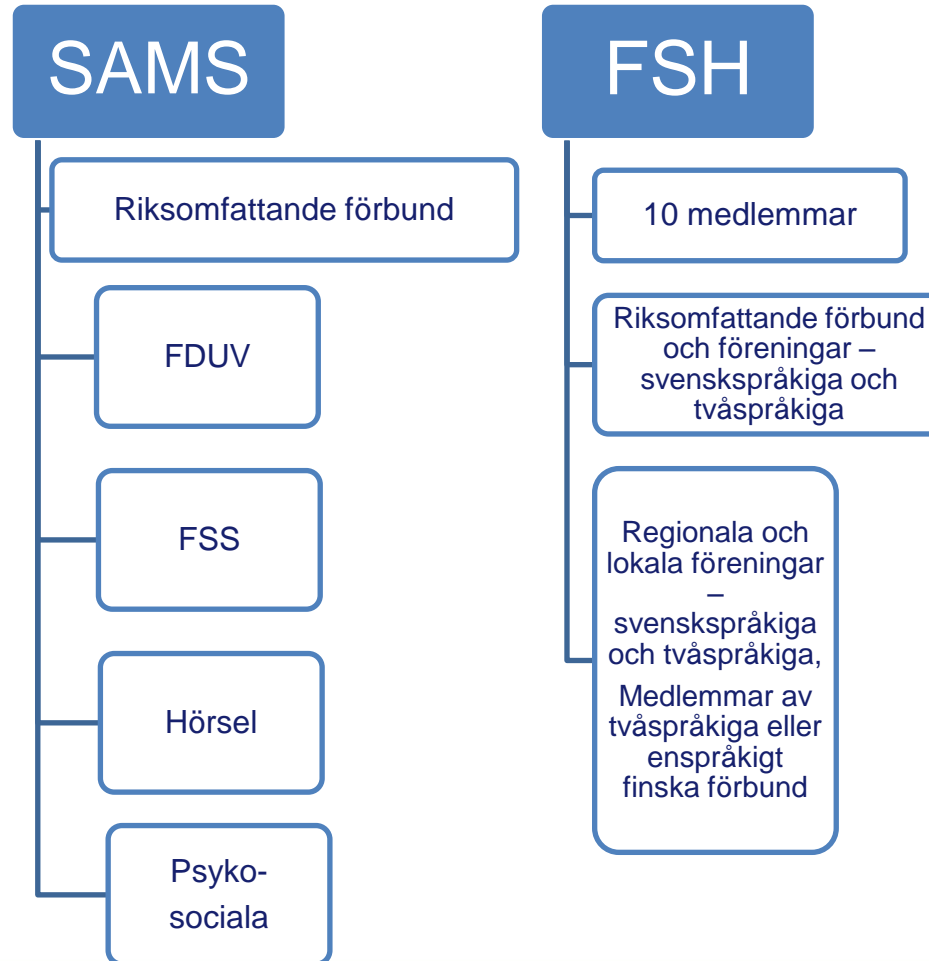 SAMS
Riksomfattande förbund
FDUV
FSS
Hörsel
Psyko-
sociala
FSH
10 medlemmar
Riksomfattande förbund
och föreningar –
svenskspråkiga och
tvåspråkiga
Regionala och
lokala föreningar
–
svenskspråkiga
och tvåspråkiga,
Medlemmar av
tvåspråkiga eller
enspråkigt
finska förbund